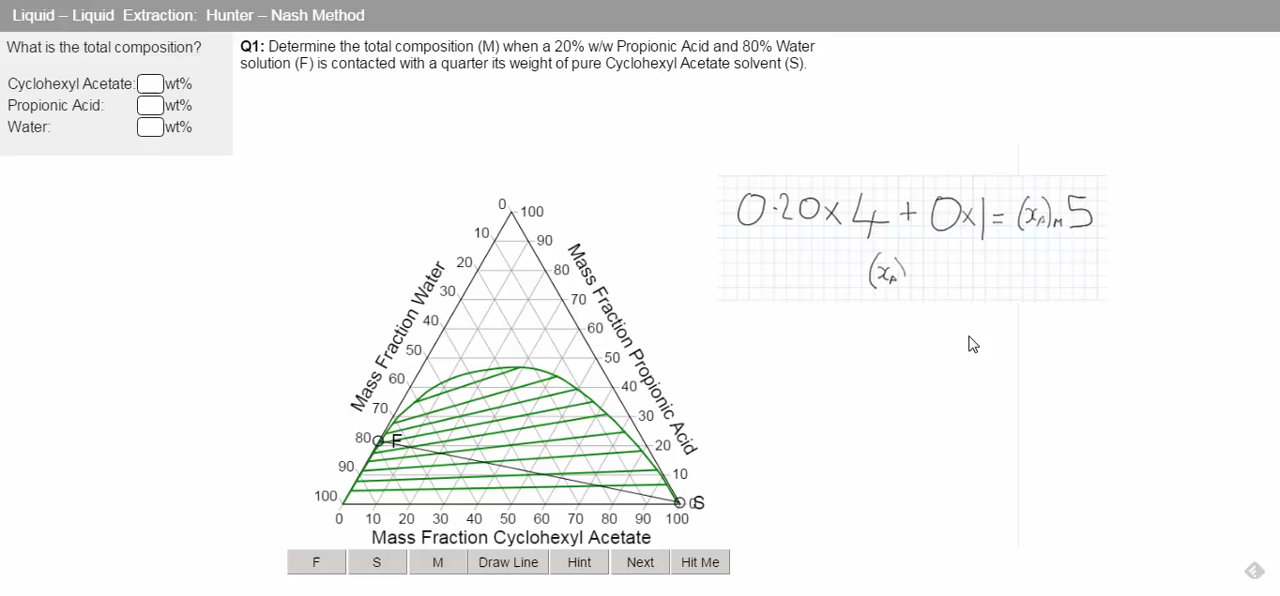 Liquid – Liquid Extraction: Hunter – Nash Method
What is the total composition?
Cyclohexyl Acetate: wt%
Propionic Acid: wt%
Water: wt%
Q1: Determine the total composition (M) when a 20% w/w Propionic Acid and 80% Water
solution (F) is contacted with a quarter its weight of pure Cyclohexyl Acetate solvent (S).
0.20 x 4 + 0 x 1 = (x_A)_M 5
(x_A)
Mass Fraction Water
0
10
20
30
40
50
60
70
80
90
100
Mass Fraction Propionic Acid
100
90
80
70
60
50
40
30
20
10
0
F
S
0 10 20 30 40 50 60 70 80 90 100
Mass Fraction Cyclohexyl Acetate
F S M Draw Line Hint Next Hit Me